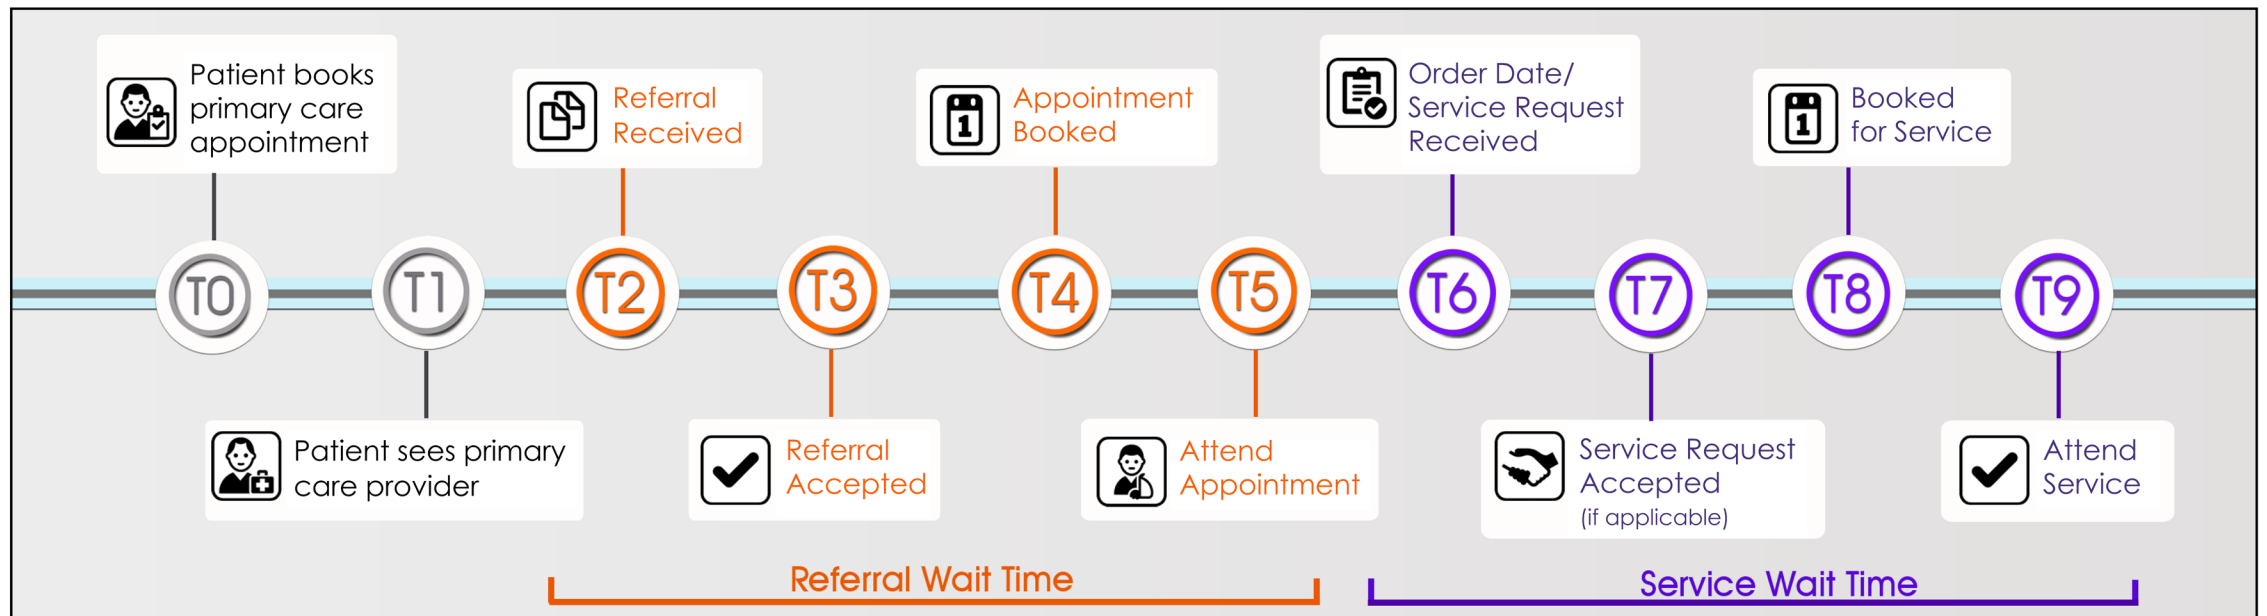 Patient books
primary care
appointment
Referral
Received
Appointment
Booked
1
Order Date/
Service Request
Received
Booked
for Service
1
T0
T1
T2
T3
T4
T5
T6
T7
T8
T9
Patient sees primary
care provider
Referral
Accepted
Attend
Appointment
Service Request
Accepted
(if applicable)
Attend
Service
Referral Wait Time
Service Wait Time